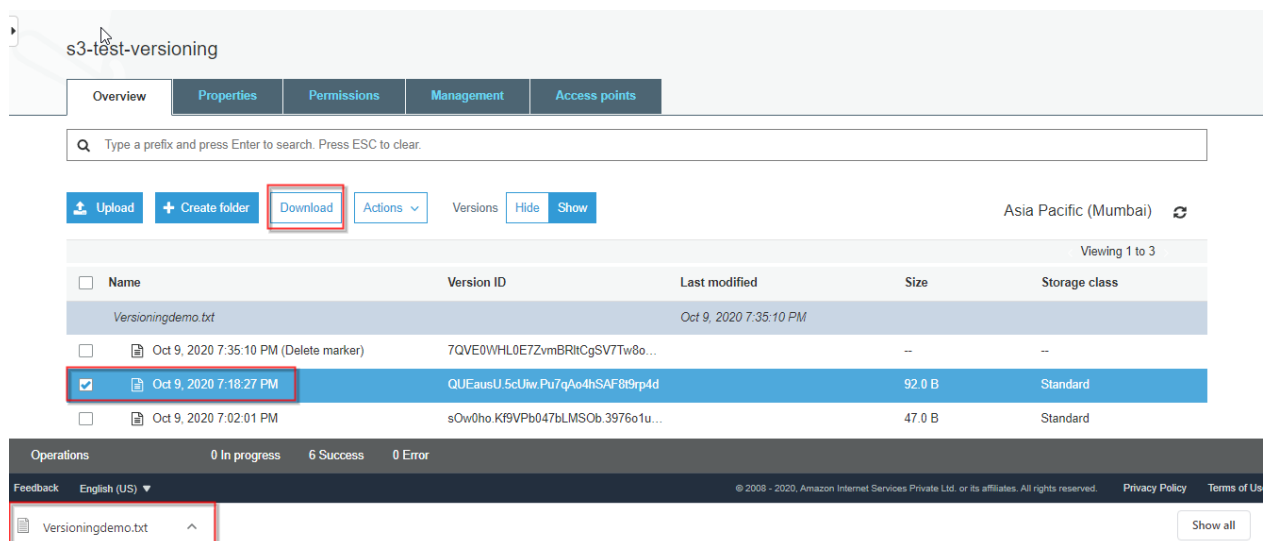 s3-test-versioning
Overview Properties Permissions Management Access points
Type a prefix and press Enter to search. Press ESC to clear.
Upload + Create folder Download Actions Versions Hide Show Asia Pacific (Mumbai)
Viewing 1 to 3
Name Version ID Last modified Size Storage class
Versioningdemo.txt Oct 9, 2020 7:35:10 PM
Oct 9, 2020 7:35:10 PM (Delete marker) 7QVE0WHL0E7ZvmBRltCgSV7Tw8o... -- --
Oct 9, 2020 7:18:27 PM QUEausU.5cUiw.Pu7qAo4hSAF8t9rp4d 92.0 B Standard
Oct 9, 2020 7:02:01 PM sOw0ho.Kf9VPb047bLMSOb.3976o1u... 47.0 B Standard
Operations 0 In progress 6 Success 0 Error
Feedback English (US) © 2008 - 2020, Amazon Internet Services Private Ltd. or its affiliates. All rights reserved. Privacy Policy Terms of Us
Versioningdemo.txt Show all